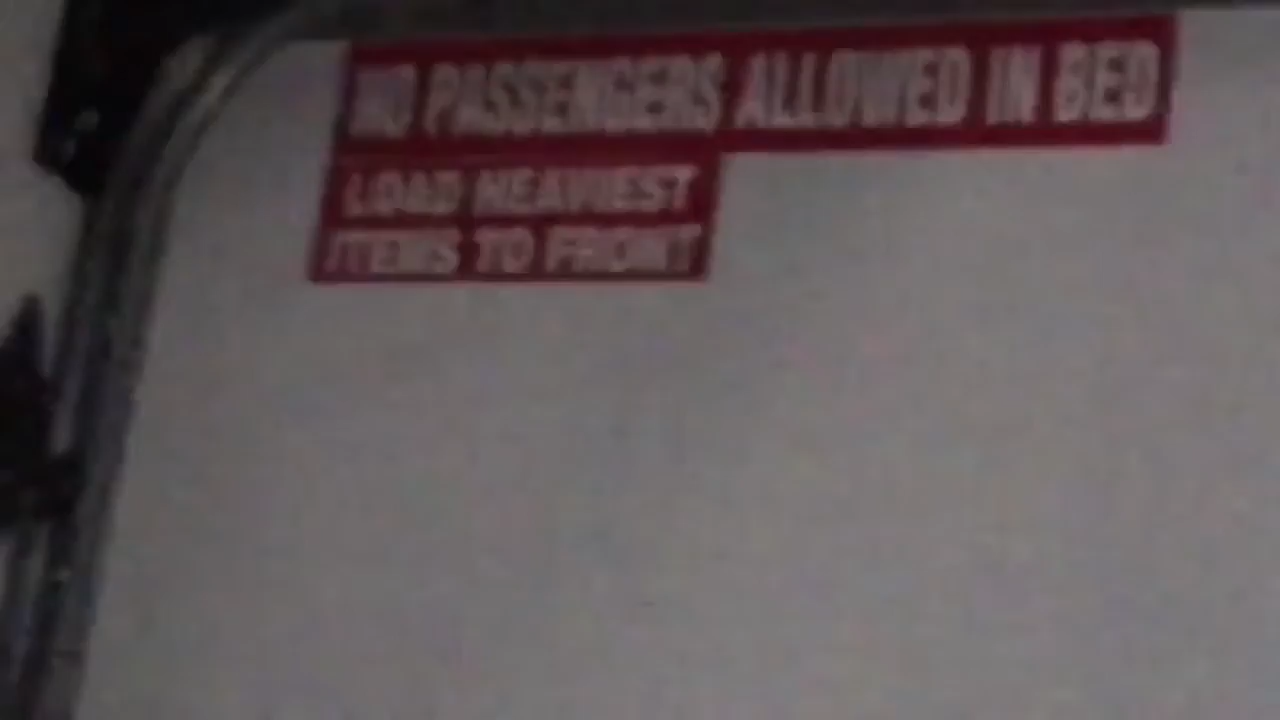 NO PASSENGERS ALLOWED IN BED
LOAD HEAVIEST
ITEMS TO FRONT